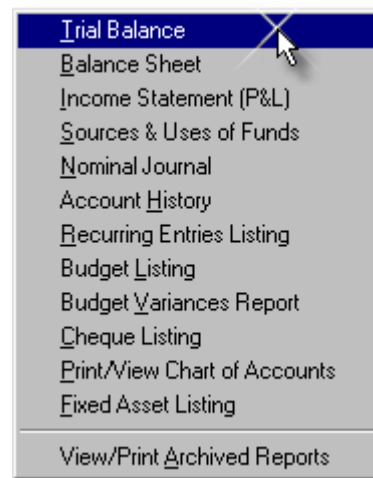 Trial Balance
Balance Sheet
Income Statement (P&L)
Sources & Uses of Funds
Nominal Journal
Account History
Recurring Entries Listing
Budget Listing
Budget Variances Report
Cheque Listing
Print/View Chart of Accounts
Fixed Asset Listing
View/Print Archived Reports